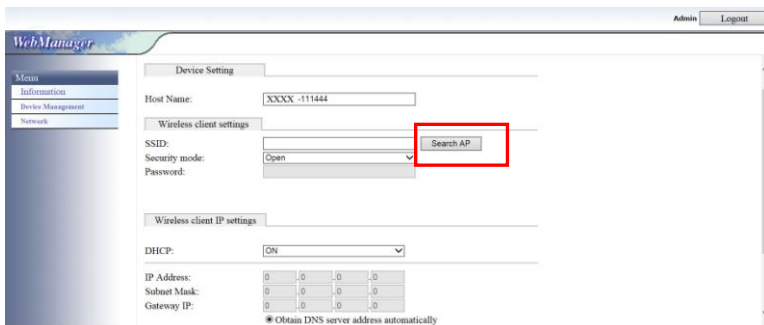 Admin Logout
WebManager
Menu
Information
Device Management
Network
Device Setting
Host Name: XXXX -111444
Wireless client settings
SSID: Search AP
Security mode: Open
Password:
Wireless client IP settings
DHCP: ON
IP Address: 0 .0 .0 .0
Subnet Mask: 0 .0 .0 .0
Gateway IP: 0 .0 .0 .0
Obtain DNS server address automatically